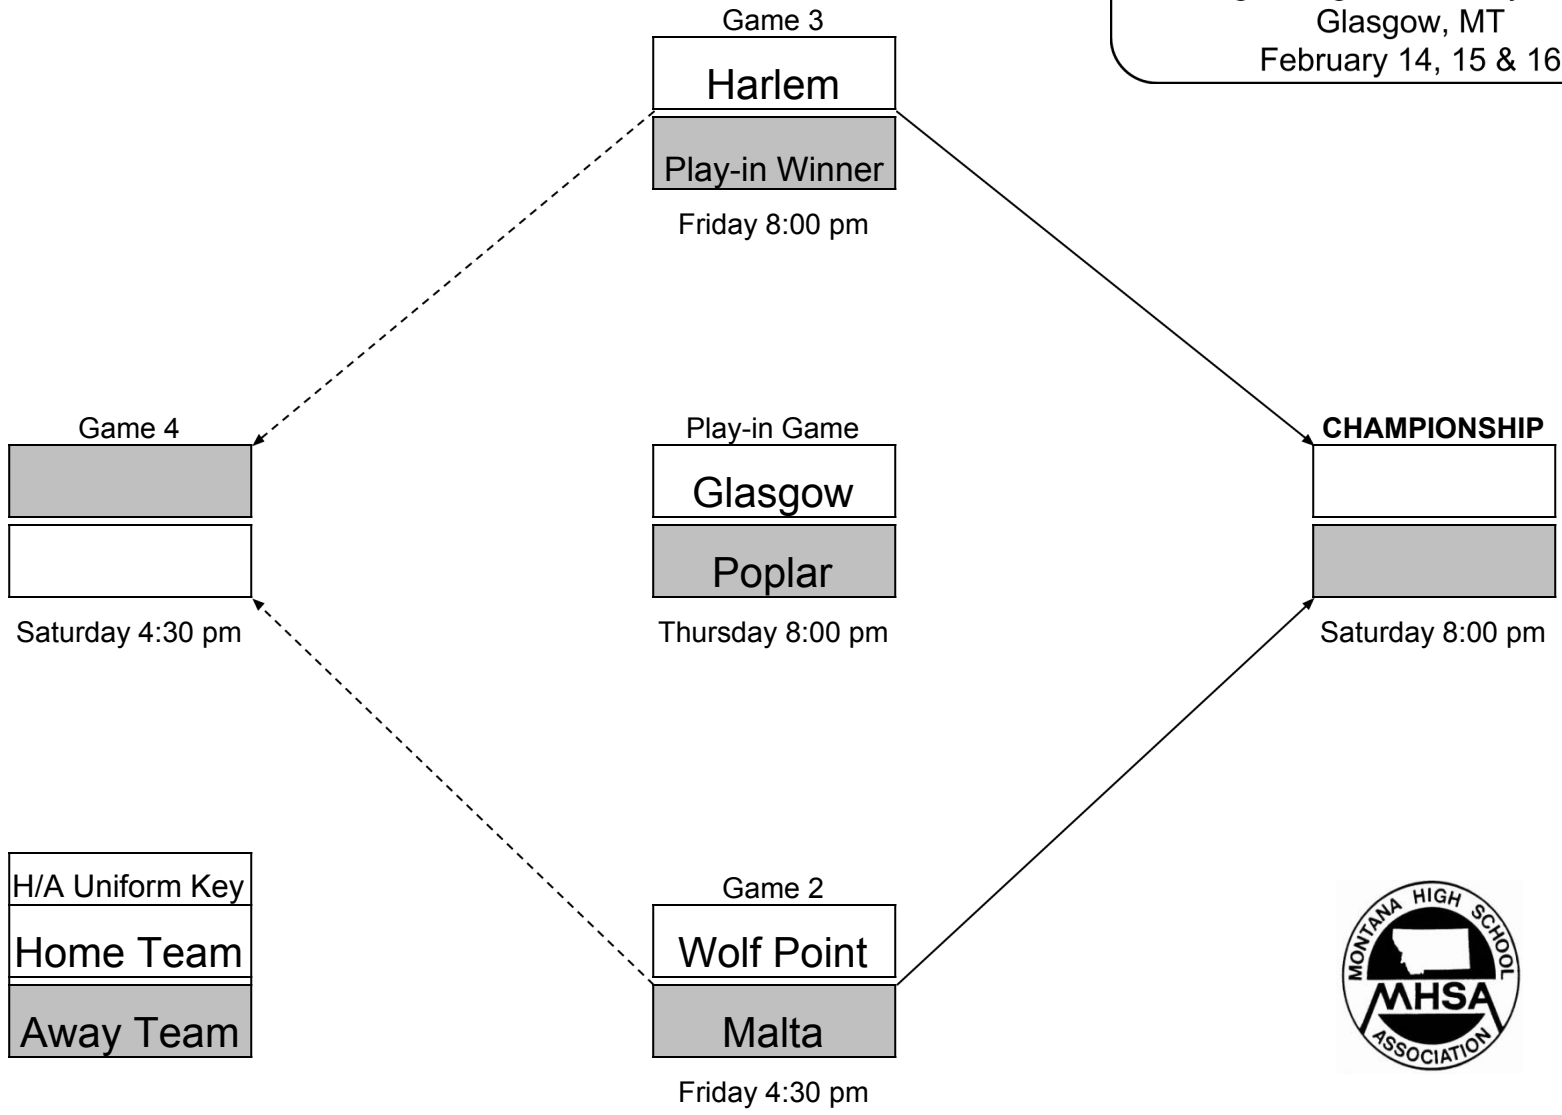 Glasgow, MT
February 14, 15 & 16
Game 3
Harlem
Play-in Winner
Friday 8:00 pm
Game 4
Saturday 4:30 pm
Play-in Game
Glasgow
Poplar
Thursday 8:00 pm
CHAMPIONSHIP
Saturday 8:00 pm
H/A Uniform Key
Home Team
Away Team
Game 2
Wolf Point
Malta
Friday 4:30 pm
MONTANA HIGH SCHOOL
MHSA
ASSOCIATION